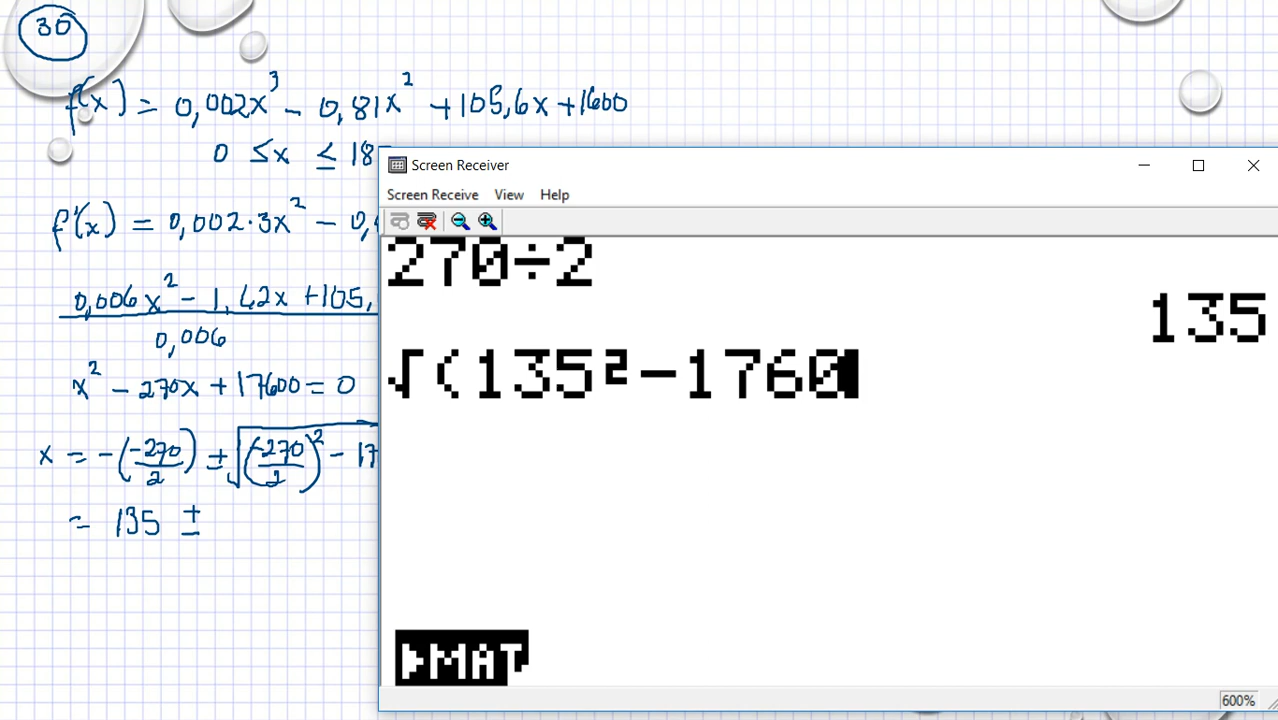 30
f(x) = 0,002x³ - 0,81x² + 105,6x + 1600
0 ≤ x ≤ 18
f'(x) = 0,002·3x² - 0,
0,006x² - 1,62x + 105,
0,006
x² - 270x + 17600 = 0
x = -(-270/2) ± √(-270/2)² - 17
= 135 ±
Screen Receiver
Screen Receive View Help
270÷2
135
√(135²-1760
▶MAT
600%